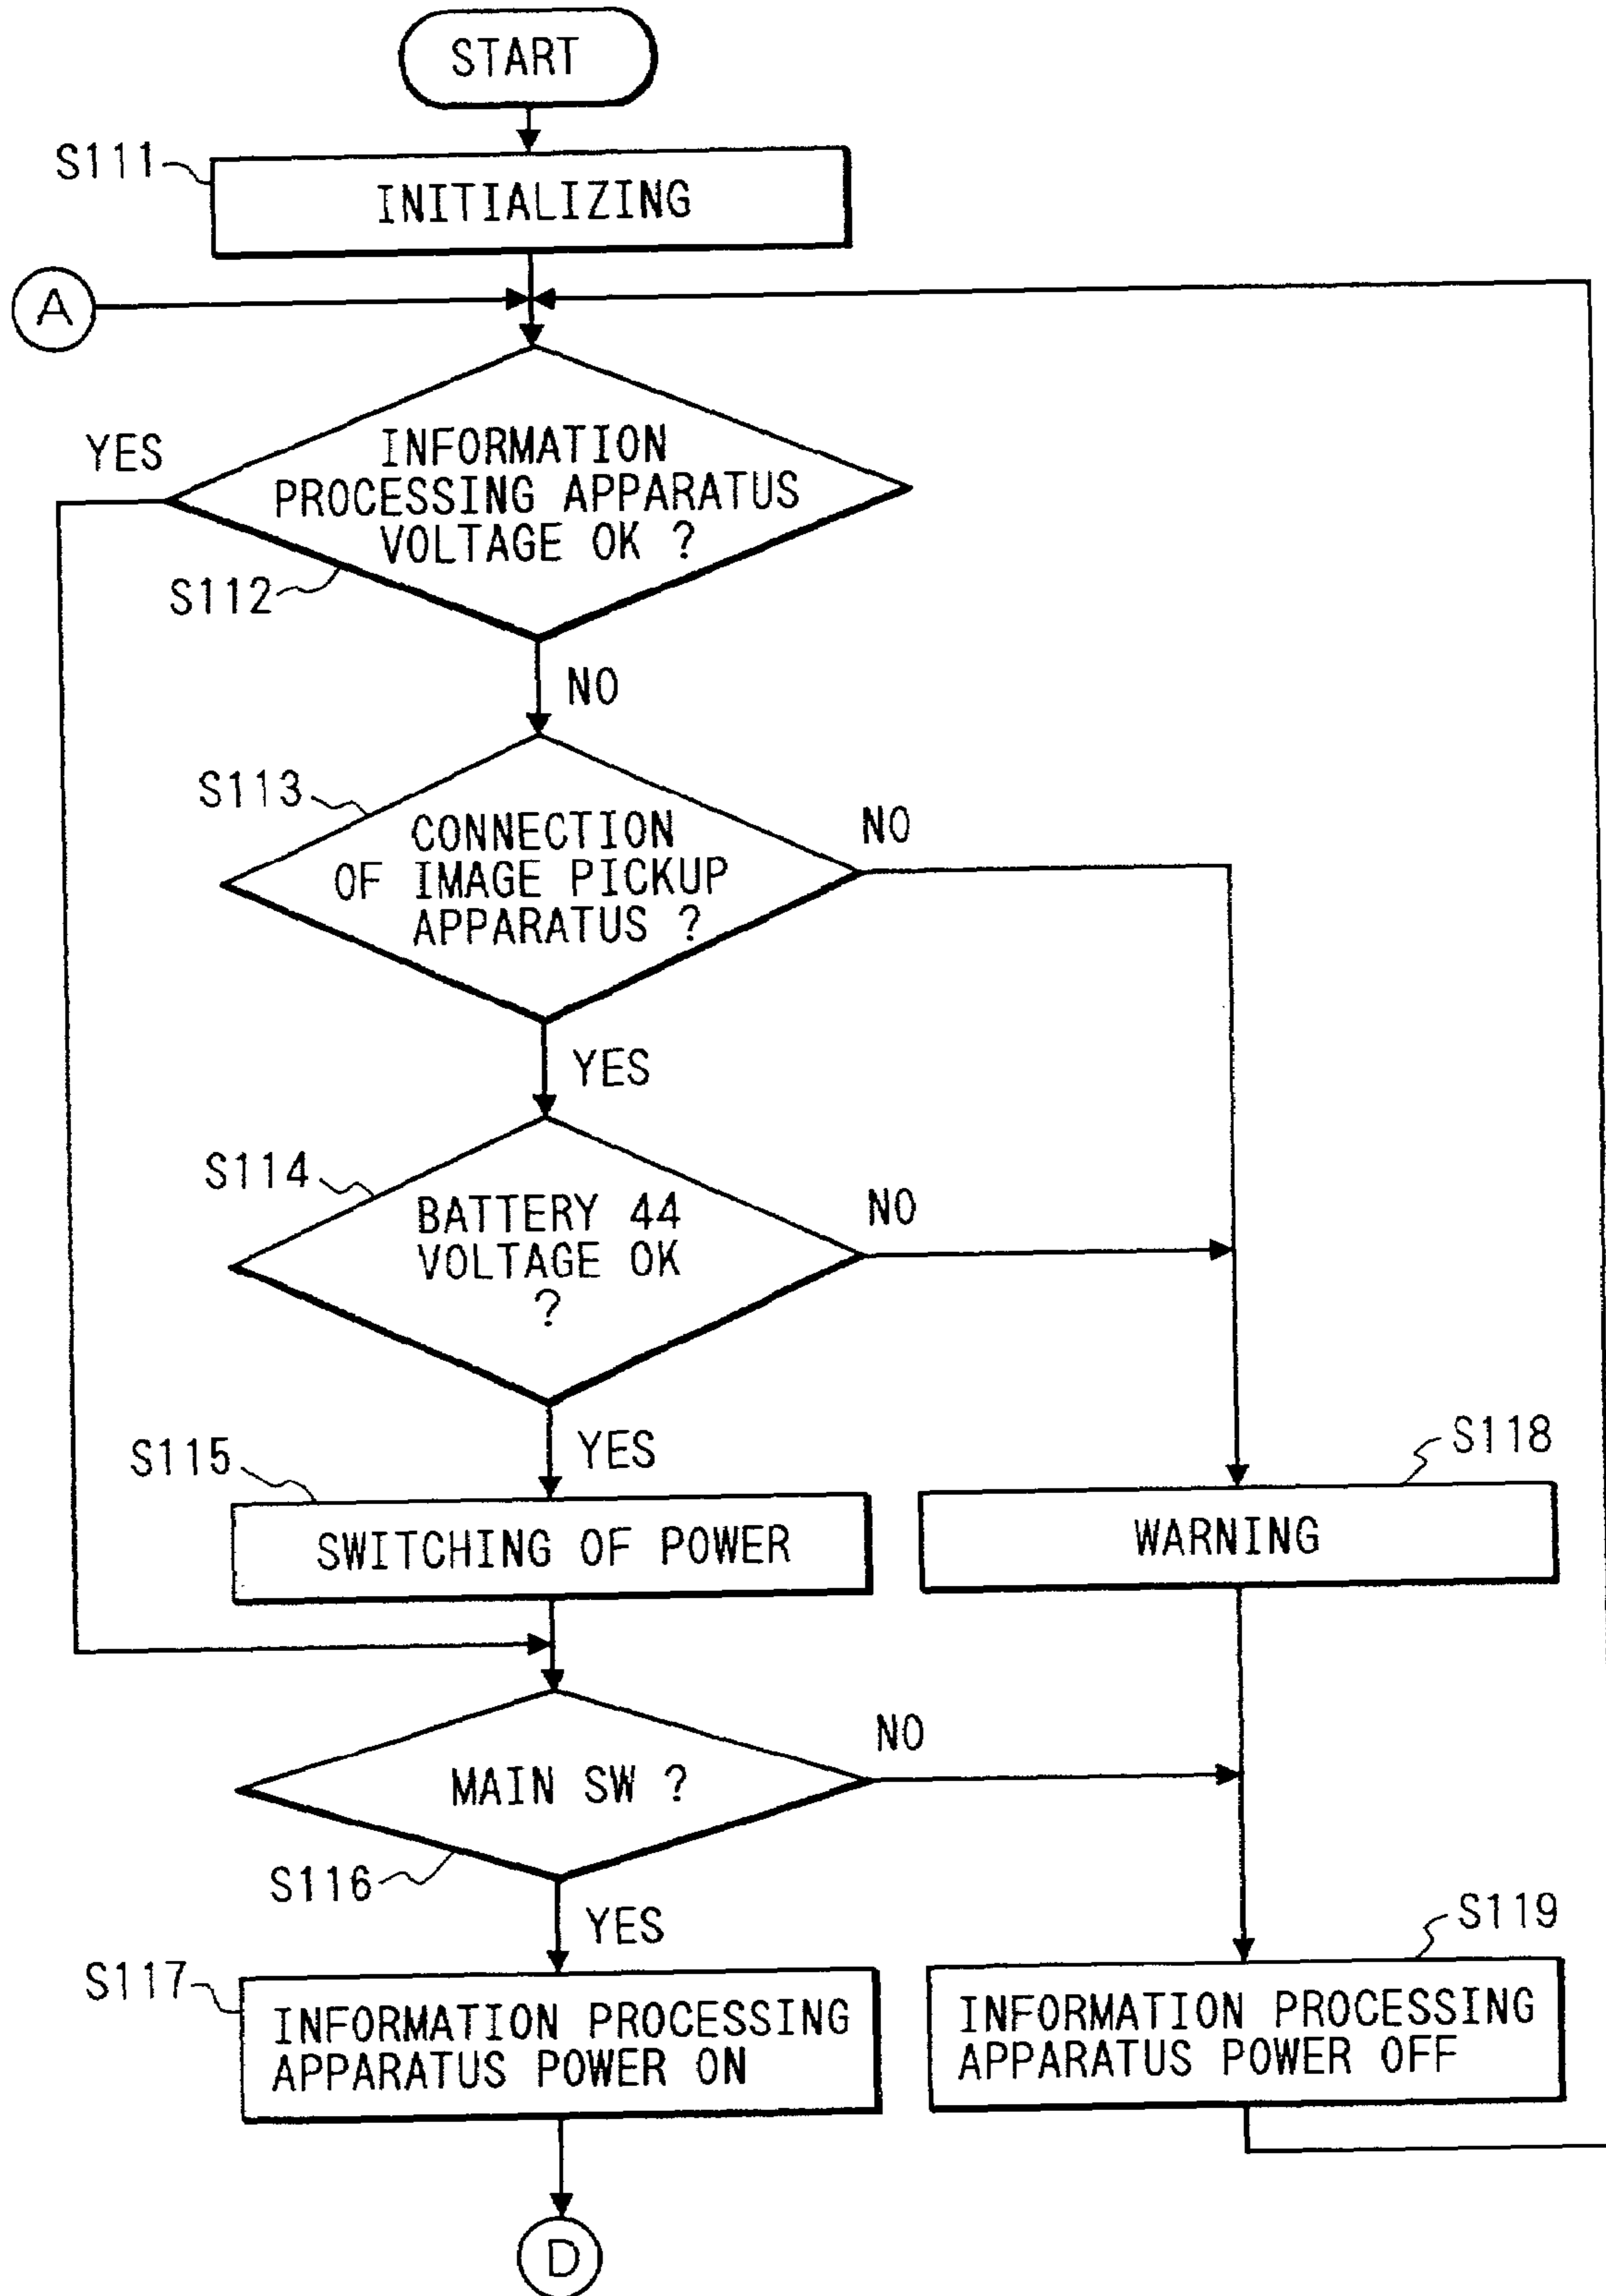 START
S111
INITIALIZING
A
YES
INFORMATION
PROCESSING APPARATUS
VOLTAGE OK ?
S112
NO
S113
CONNECTION
OF IMAGE PICKUP
APPARATUS ?
NO
YES
S114
BATTERY 44
VOLTAGE OK
?
NO
YES
S115
SWITCHING OF POWER
S118
WARNING
MAIN SW ?
NO
S116
YES
S117
INFORMATION PROCESSING
APPARATUS POWER ON
S119
INFORMATION PROCESSING
APPARATUS POWER OFF
D